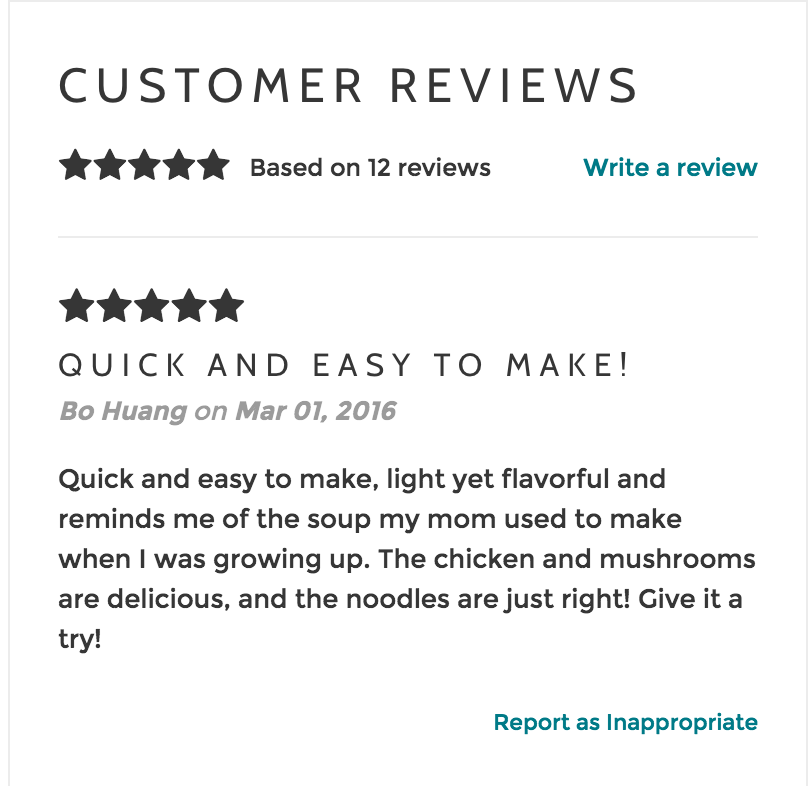 CUSTOMER REVIEWS
Based on 12 reviews Write a review
QUICK AND EASY TO MAKE!
Bo Huang on Mar 01, 2016
Quick and easy to make, light yet flavorful and
reminds me of the soup my mom used to make
when I was growing up. The chicken and mushrooms
are delicious, and the noodles are just right! Give it a
try!
Report as Inappropriate